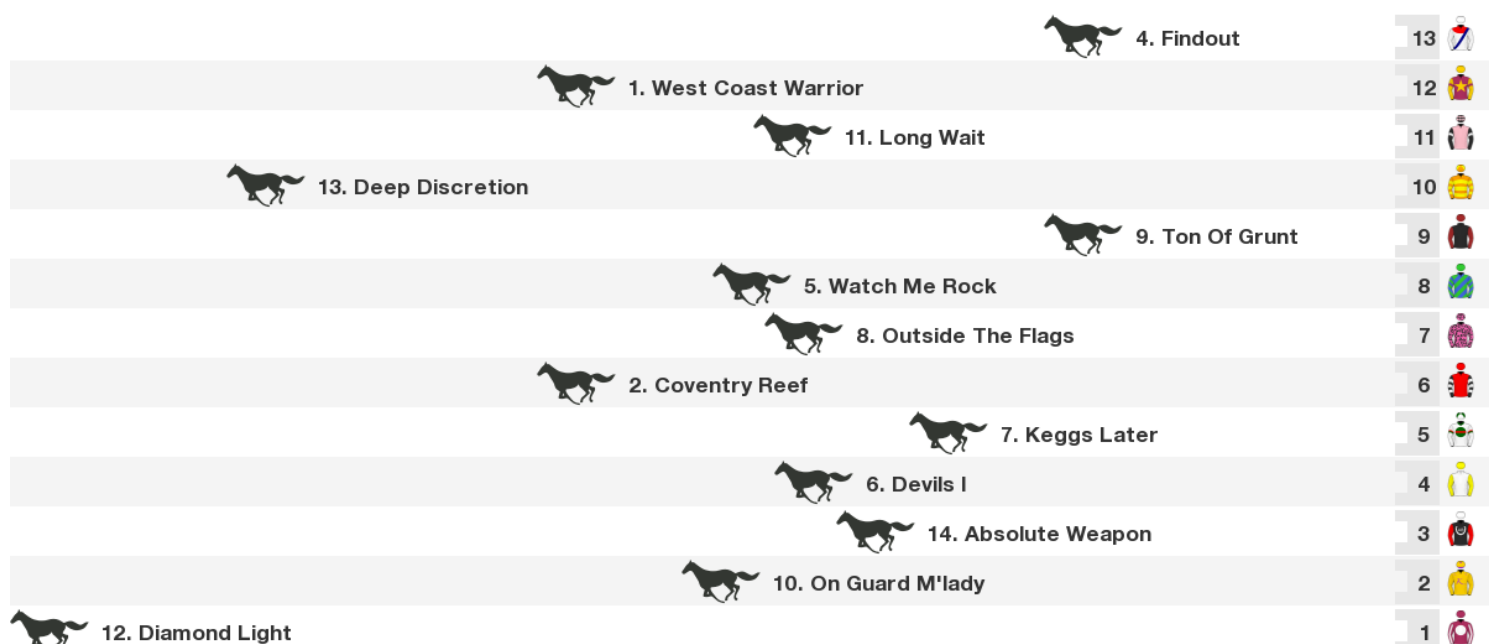 4. Findout 13
1. West Coast Warrior 12
11. Long Wait 11
13. Deep Discretion 10
9. Ton Of Grunt 9
5. Watch Me Rock 8
8. Outside The Flags 7
2. Coventry Reef 6
7. Keggs Later 5
6. Devils I 4
14. Absolute Weapon 3
10. On Guard M'lady 2
12. Diamond Light 1